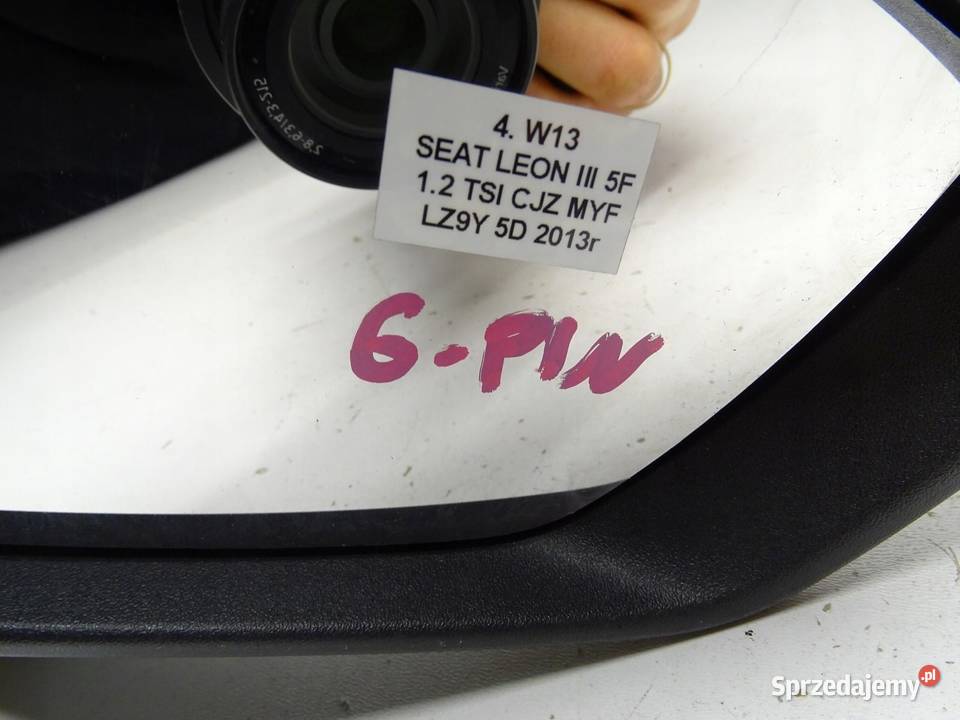 4. W13
SEAT LEON III 5F
1.2 TSI CJZ MYF
LZ9Y 5D 2013r
6-PIN
Sprzedajemy.pl